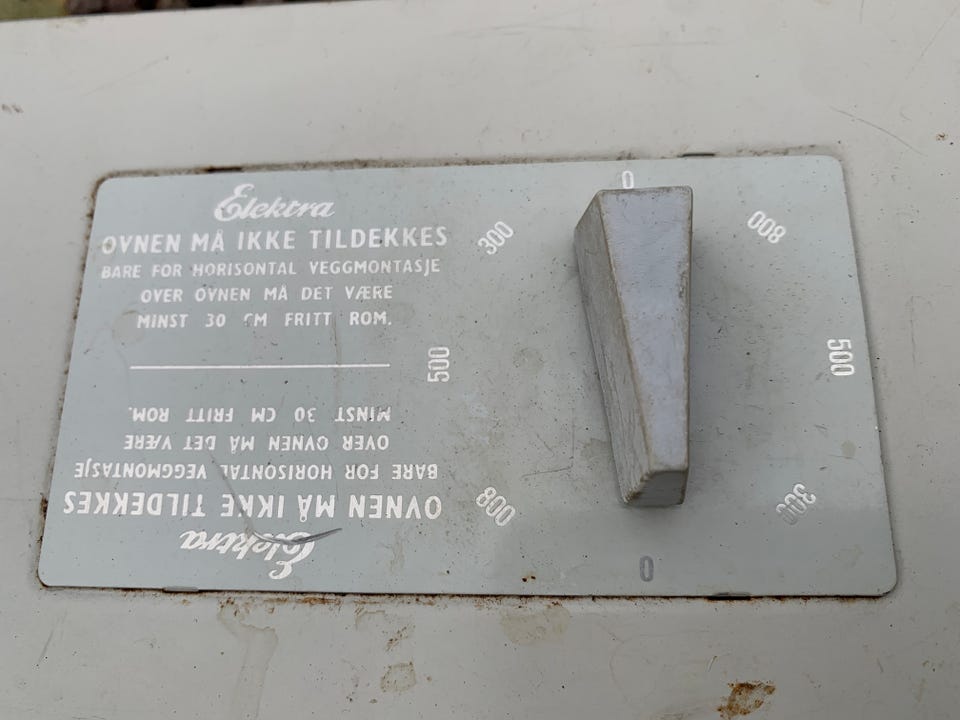 Elektra
OVNEN MÅ IKKE TILDEKKES
BARE FOR HORISONTAL VEGGMONTASJE
OVER OVNEN MÅ DET VÆRE
MINST 30 CM FRITT ROM.
MINST 30 CM FRITT ROM.
OVER OVNEN MÅ DET VÆRE
BARE FOR HORISONTAL VEGGMONTASJE
OVNEN MÅ IKKE TILDEKKES
Elektra
0
300
800
500
500
800
300
0